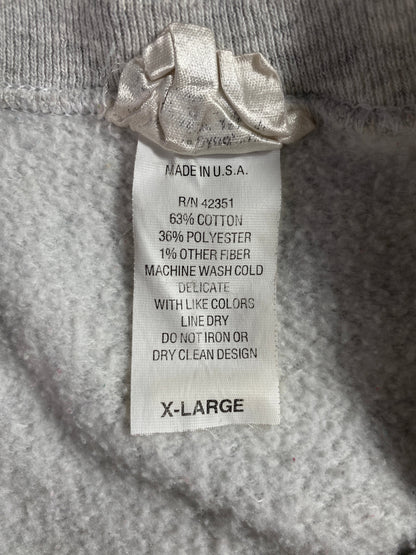 MADE IN U.S.A.
R/N 42351
63% COTTON
36% POLYESTER
1% OTHER FIBER
MACHINE WASH COLD
DELICATE
WITH LIKE COLORS
LINE DRY
DO NOT IRON OR
DRY CLEAN DESIGN
X-LARGE